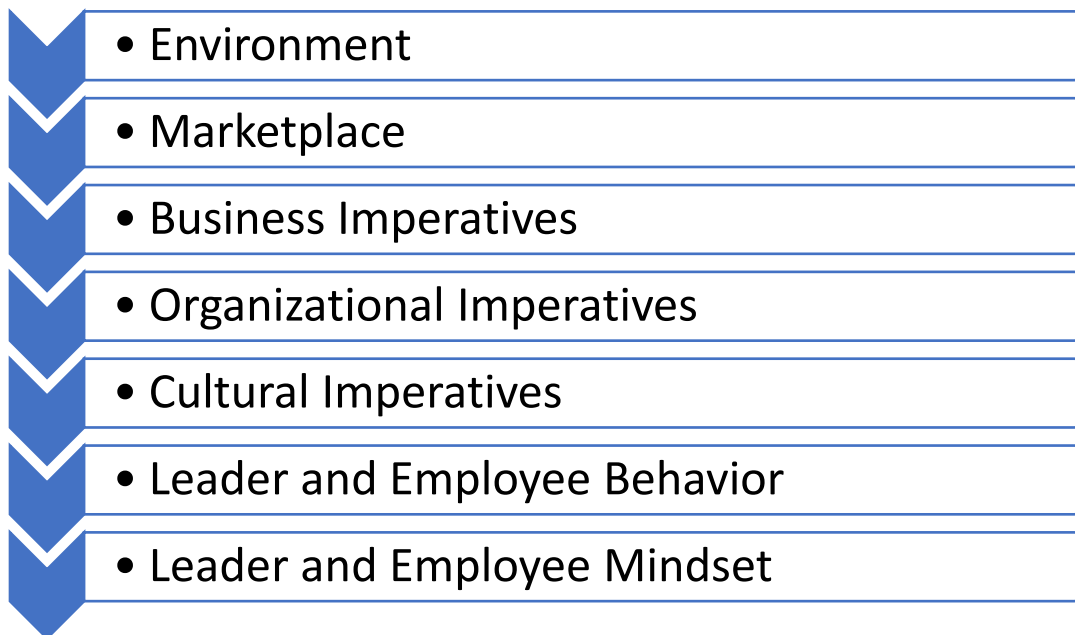 • Environment
• Marketplace
• Business Imperatives
• Organizational Imperatives
• Cultural Imperatives
• Leader and Employee Behavior
• Leader and Employee Mindset